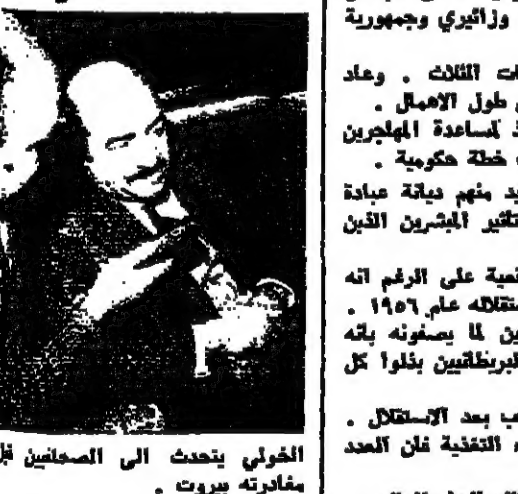 وزائيري وجمهورية
ات الثلاث . وعاد
طول الاهمال .
لمساعدة المهاجرين
خطة حكومية .
يد منهم ديانة عبادة
تأثير المبشرين الذين
على الرغم انه
ستقلاله عام ١٩٥٦ .
ين لما يصفونه بانه
البريطانيين بذلوا كل
ب بعد الاستقلال .
التغذية فان العدد
الخولي يتحدث الى الصحافيين قبل
مغادرته بيروت .